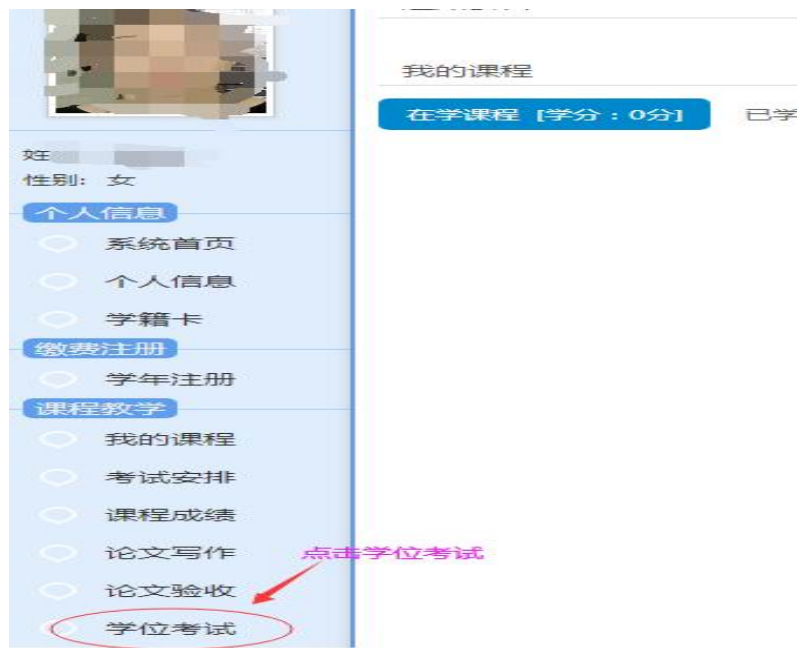 我的课程
在学课程 [学分：0分] 已学
姓
性别： 女
个人信息
系统首页
个人信息
学籍卡
缴费注册
学年注册
课程教学
我的课程
考试安排
课程成绩
论文写作
点击学位考试
论文验收
学位考试